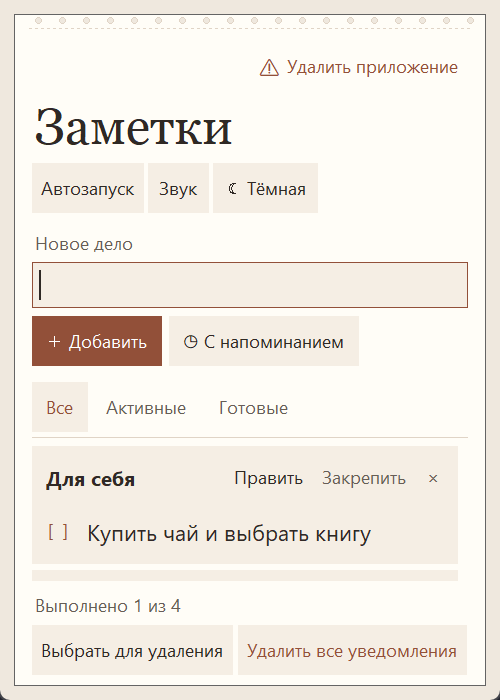 ⚠ Удалить приложение
Заметки
Автозапуск Звук ☾ Тёмная
Новое дело
+ Добавить ◷ С напоминанием
Все Активные Готовые
Для себя Править Закрепить ×
[ ] Купить чай и выбрать книгу
Выполнено 1 из 4
Выбрать для удаления Удалить все уведомления